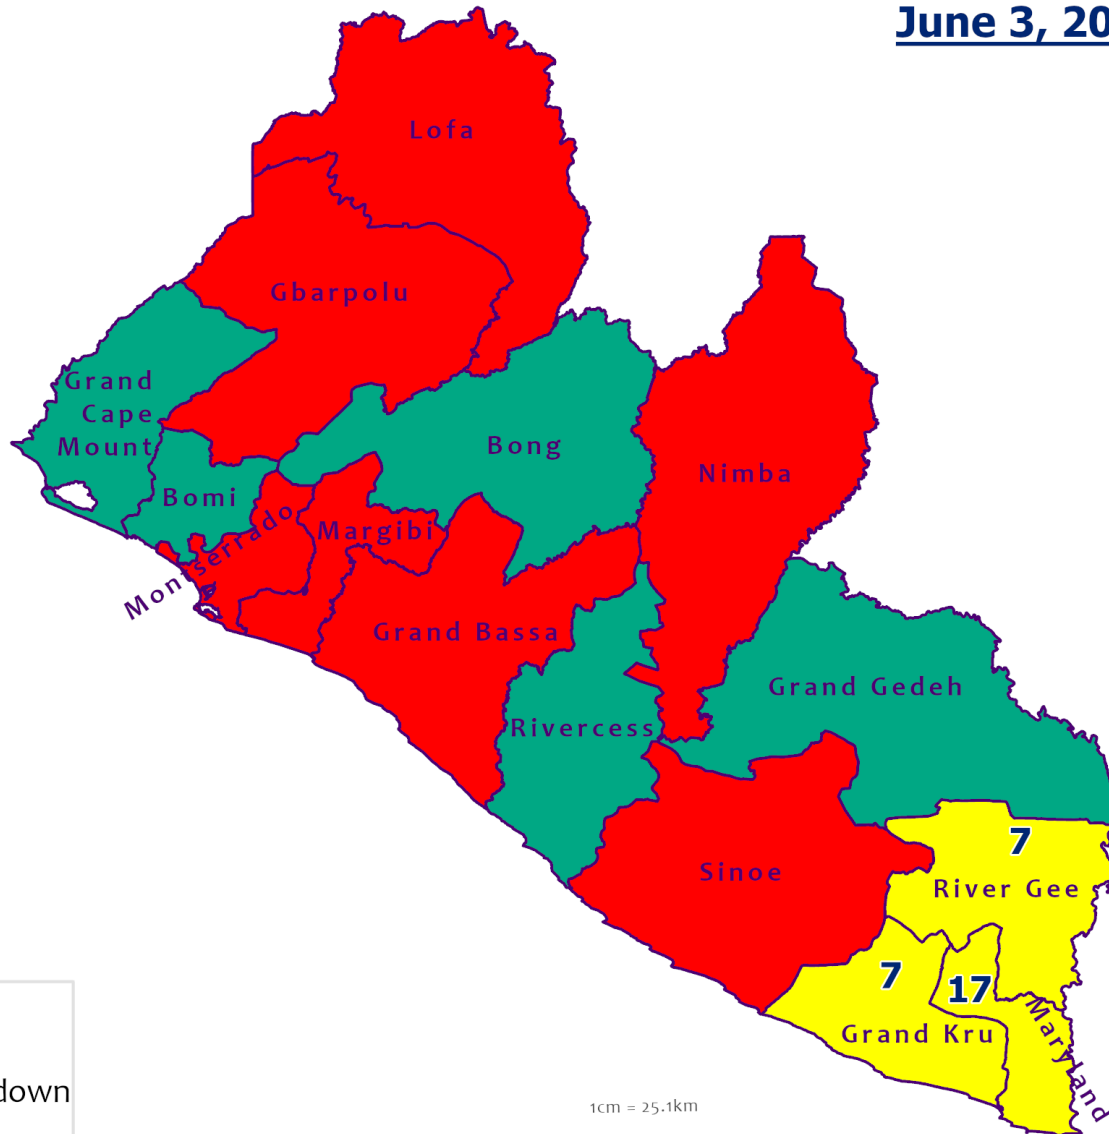 June 3, 20
Lofa
Gbarpolu
Grand
Cape
Mount
Bong
Nimba
Bomi
Montserrado
Margibi
Grand Bassa
Grand Gedeh
Rivercess
7
Sinoe
River Gee
7
17
Grand Kru
Maryland
down
1cm = 25.1km